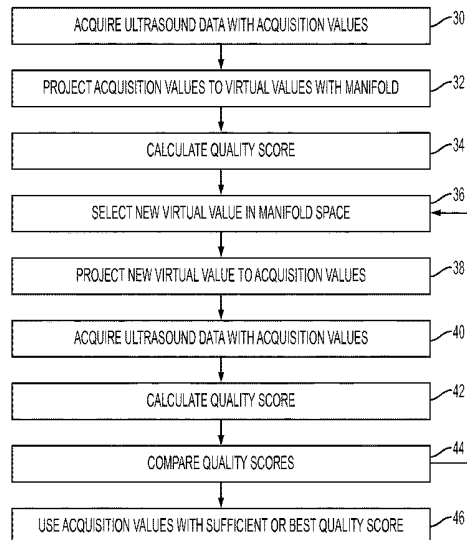 ACQUIRE ULTRASOUND DATA WITH ACQUISITION VALUES 30
PROJECT ACQUISITION VALUES TO VIRTUAL VALUES WITH MANIFOLD 32
CALCULATE QUALITY SCORE 34
SELECT NEW VIRTUAL VALUE IN MANIFOLD SPACE 36
PROJECT NEW VIRTUAL VALUE TO ACQUISITION VALUES 38
ACQUIRE ULTRASOUND DATA WITH ACQUISITION VALUES 40
CALCULATE QUALITY SCORE 42
COMPARE QUALITY SCORES 44
USE ACQUISITION VALUES WITH SUFFICIENT OR BEST QUALITY SCORE 46